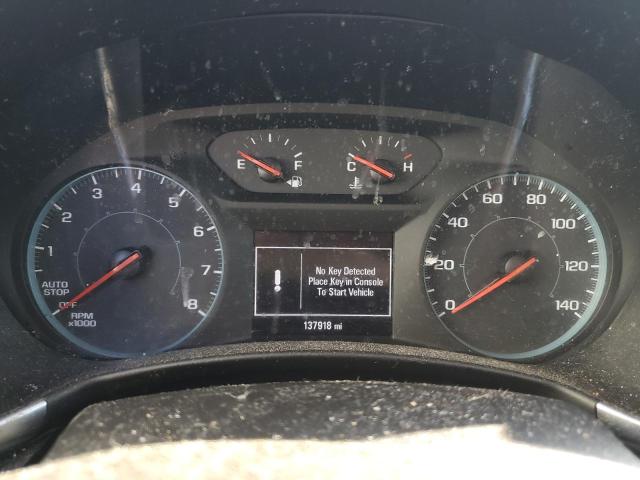 E F
C H
1 2 3 4 5 6 7 8
AUTO
STOP
OFF
RPM
x1000
0 20 40 60 80 100 120 140
No Key Detected
Place Key in Console
To Start Vehicle
137918 mi